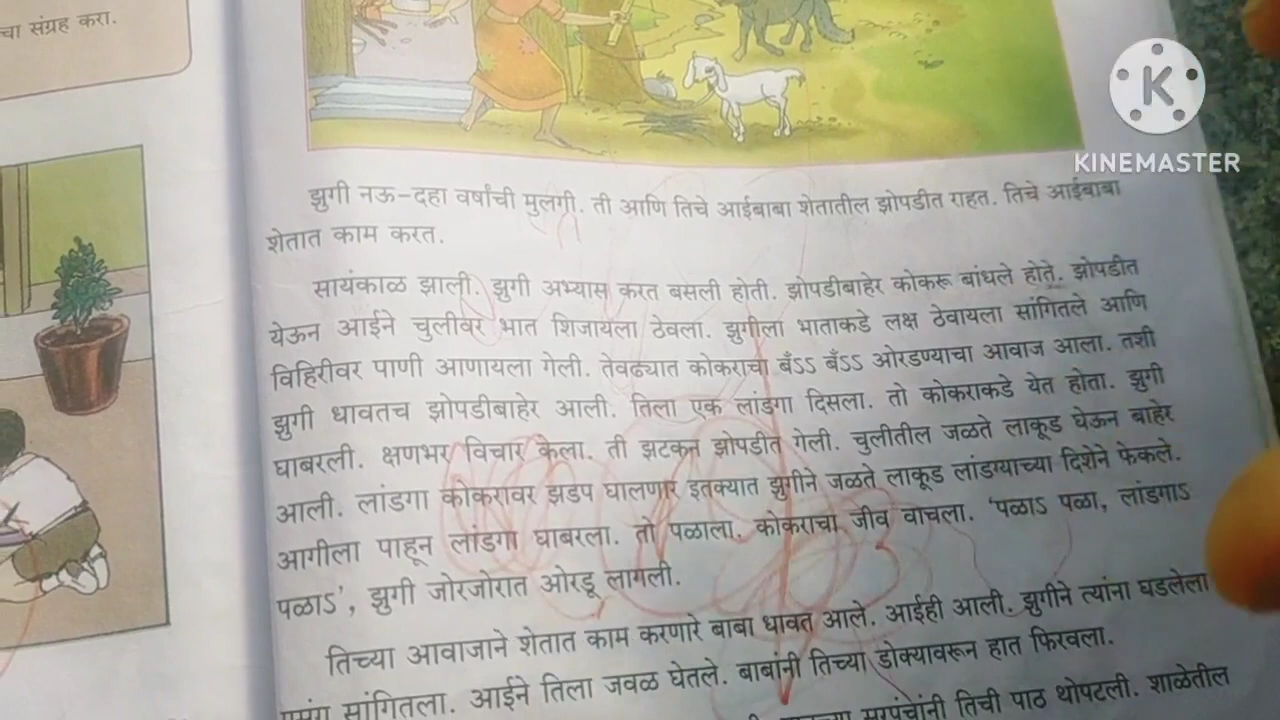 चा संग्रह करा.
KINEMASTER
झुगी नऊ-दहा वर्षांची मुलगी. ती आणि तिचे आईबाबा शेतातील झोपडीत राहत. तिचे आईबाबा
शेतात काम करत.
सायंकाळ झाली. झुगी अभ्यास करत बसली होती. झोपडीबाहेर कोकरू बांधले होते. झोपडीत
येऊन आईने चुलीवर भात शिजायला ठेवला. झुगीला भाताकडे लक्ष ठेवायला सांगितले आणि
विहिरीवर पाणी आणायला गेली. तेवढ्यात कोकराचा बँऽऽ बँऽऽ ओरडण्याचा आवाज आला. तशी
झुगी धावतच झोपडीबाहेर आली. तिला एक लांडगा दिसला. तो कोकराकडे येत होता. झुगी
घाबरली. क्षणभर विचार केला. ती झटकन झोपडीत गेली. चुलीतील जळते लाकूड घेऊन बाहेर
आली. लांडगा कोकरावर झडप घालणार इतक्यात झुगीने जळते लाकूड लांडग्याच्या दिशेने फेकले.
आगीला पाहून लांडगा घाबरला. तो पळाला. कोकराचा जीव वाचला. ‘पळाऽ पळा, लांडगाऽ
पळाऽ’, झुगी जोरजोरात ओरडू लागली.
तिच्या आवाजाने शेतात काम करणारे बाबा धावत आले. आईही आली. झुगीने त्यांना घडलेला
सांगितला. आईने तिला जवळ घेतले. बाबांनी तिच्या डोक्यावरून हात फिरवला.
सरपंचांनी तिची पाठ थोपटली. शाळेतील